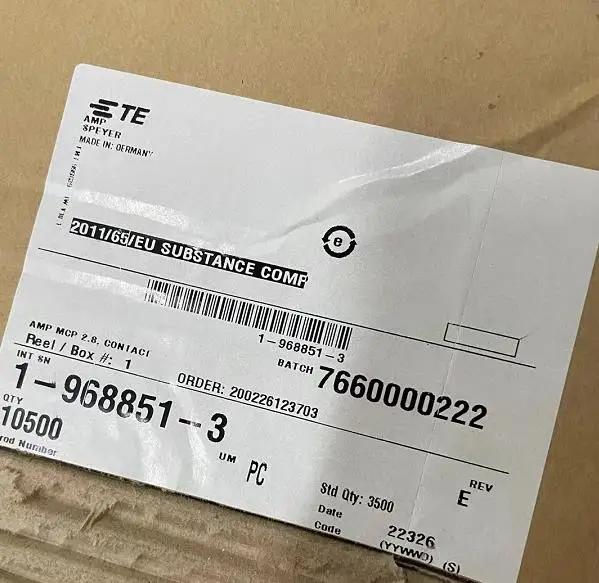 TE
AMP
SPEYER
MADE IN: GERMANY
2011/65/EU SUBSTANCE COMP
e
1-968851-3
AMP MCP 2.8, CONTACT
Reel / Box #: 1
BATCH 7660000222
INT SN
ORDER: 200226123703
1-968851-3
QTY
10500
UM PC
rod Number
Std Qty: 3500
REV
E
Date
Code
22326
(YYWWD) (S)